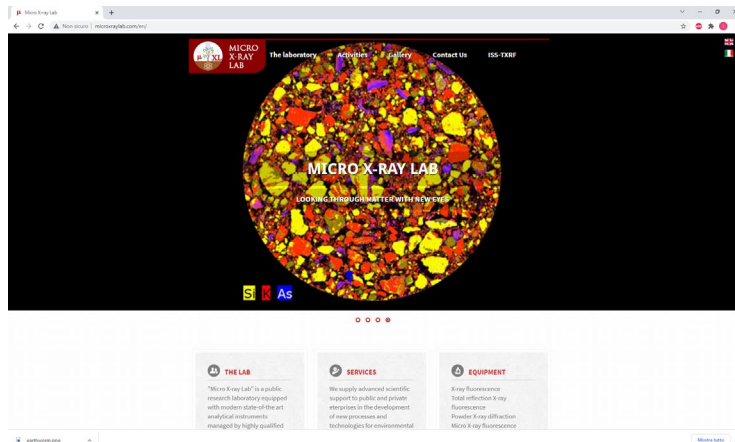 Micro X-ray Lab
Non sicuro | microxraylab.com/en/
MICRO
X-RAY
LAB
The laboratory
Activities
Gallery
Contact Us
ISS-TXRF
MICRO X-RAY LAB
LOOKING THROUGH MATTER WITH NEW EYES
Si K As
THE LAB
"Micro X-ray Lab" is a public
research laboratory equipped
with modern state-of-the art
analytical instruments
managed by highly qualified
SERVICES
We supply advanced scientific
support to public and private
eterprises in the development
of new processes and
technologies for environmental
EQUIPMENT
X-ray fluorescence
Total reflection X-ray
fluorescence
Powder X-ray diffraction
Micro X-ray fluorescence
earthworm.png
Mostra tutto